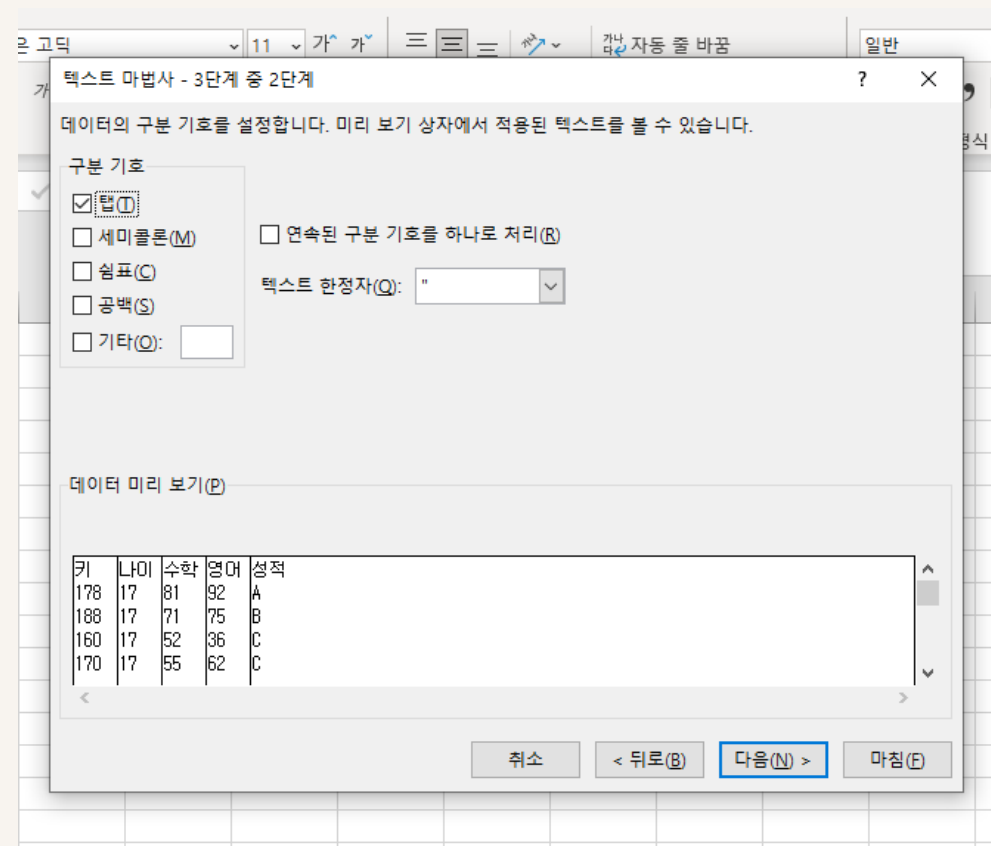 은 고딕 11 가 가 자동 줄 바꿈 일반
텍스트 마법사 - 3단계 중 2단계 ? ×
가
데이터의 구분 기호를 설정합니다. 미리 보기 상자에서 적용된 텍스트를 볼 수 있습니다.
형식
구분 기호
탭(T)
세미콜론(M)
연속된 구분 기호를 하나로 처리(R)
쉼표(C)
텍스트 한정자(Q): "
공백(S)
기타(O):
데이터 미리 보기(P)
키 나이 수학 영어 성적
178 17 81 92 A
188 17 71 75 B
160 17 52 36 C
170 17 55 62 C
취소 < 뒤로(B) 다음(N) > 마침(F)